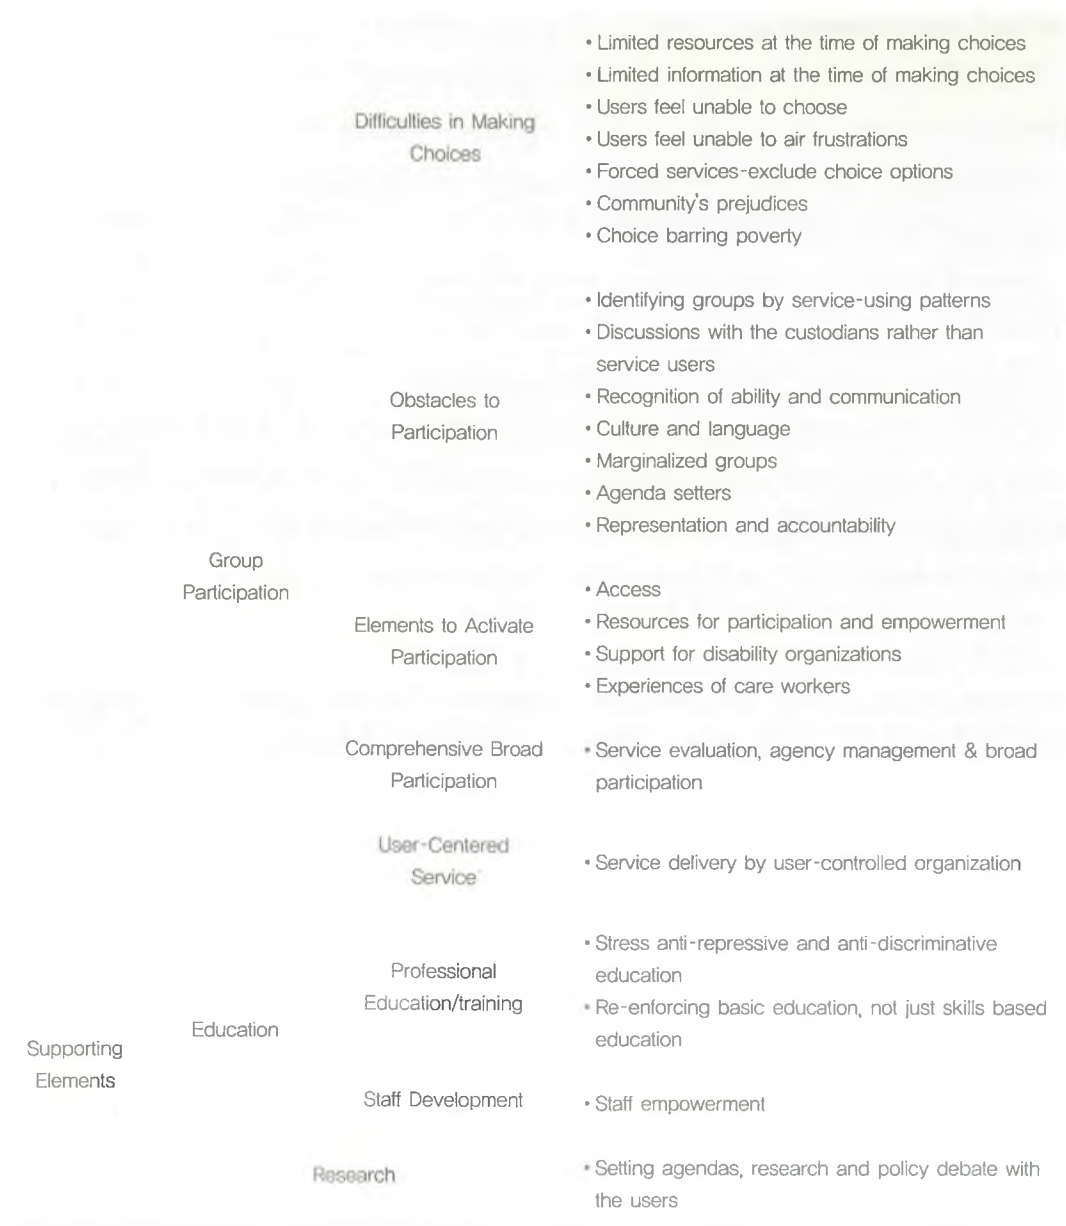 Difficulties in Making
Choices
• Limited resources at the time of making choices
• Limited information at the time of making choices
• Users feel unable to choose
• Users feel unable to air frustrations
• Forced services-exclude choice options
• Community's prejudices
• Choice barring poverty
Group
Participation
Obstacles to
Participation
• Identifying groups by service-using patterns
• Discussions with the custodians rather than
service users
• Recognition of ability and communication
• Culture and language
• Marginalized groups
• Agenda setters
• Representation and accountability
Elements to Activate
Participation
• Access
• Resources for participation and empowerment
• Support for disability organizations
• Experiences of care workers
Comprehensive Broad
Participation
• Service evaluation, agency management & broad
participation
User-Centered
Service
• Service delivery by user-controlled organization
Supporting
Elements
Education
Professional
Education/training
• Stress anti-repressive and anti-discriminative
education
• Re-enforcing basic education, not just skills based
education
Staff Development
• Staff empowerment
Research
• Setting agendas, research and policy debate with
the users